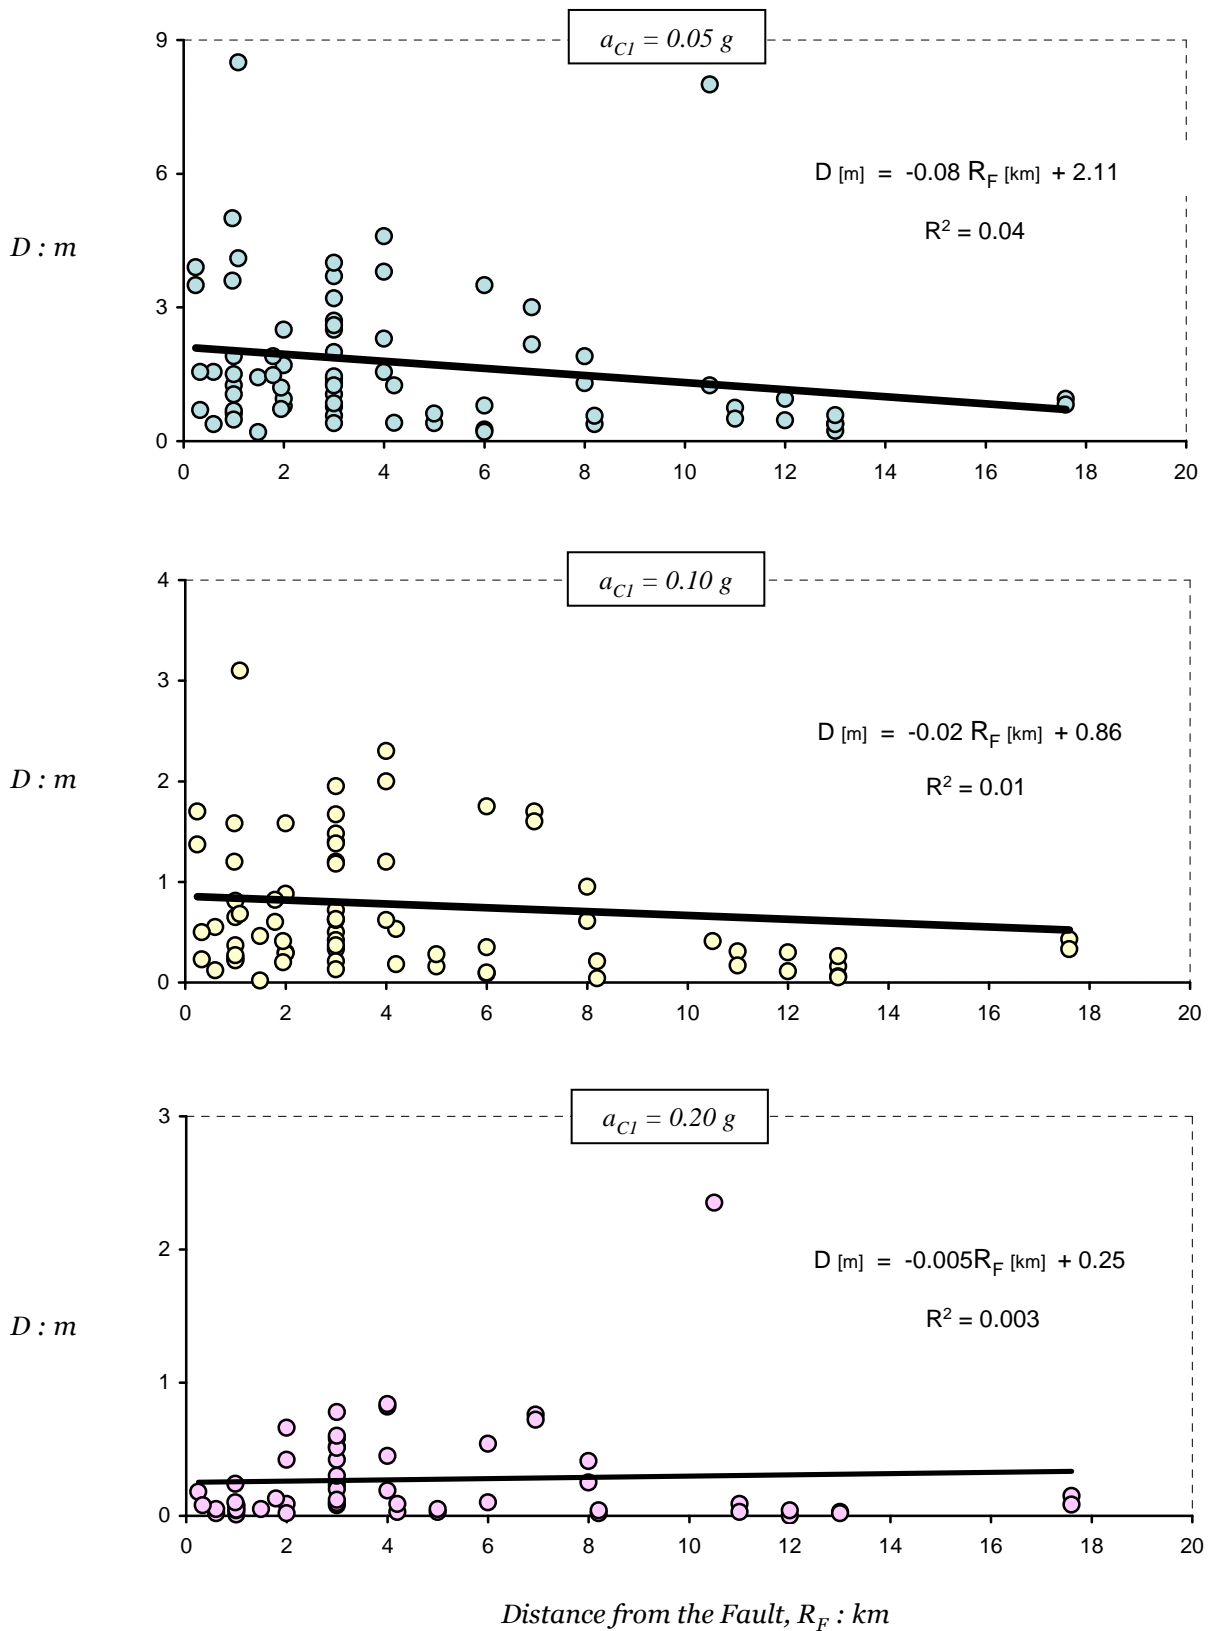 a_C1 = 0.05 g
9
6
D [m] = -0.08 R_F [km] + 2.11
R² = 0.04
D : m
3
0
0 2 4 6 8 10 12 14 16 18 20
a_C1 = 0.10 g
4
3
D [m] = -0.02 R_F [km] + 0.86
D : m
2
R² = 0.01
1
0
0 2 4 6 8 10 12 14 16 18 20
a_C1 = 0.20 g
3
2
D [m] = -0.005R_F [km] + 0.25
R² = 0.003
D : m
1
0
0 2 4 6 8 10 12 14 16 18 20
Distance from the Fault, R_F : km